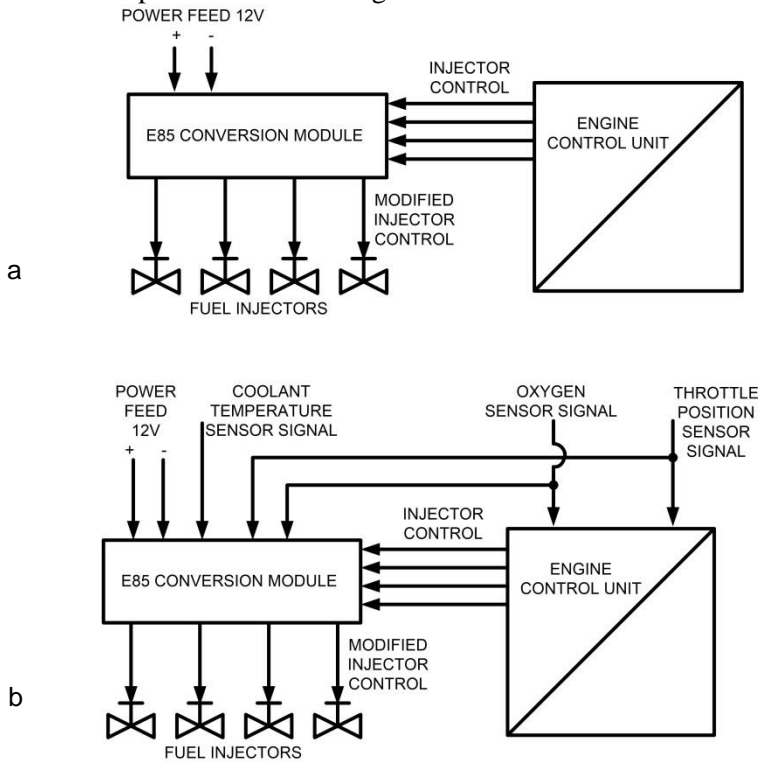 POWER FEED 12V
+ -
INJECTOR
CONTROL
ENGINE
CONTROL UNIT
E85 CONVERSION MODULE
MODIFIED
INJECTOR
CONTROL
a
FUEL INJECTORS
POWER
FEED
12V
+ -
COOLANT
TEMPERATURE
SENSOR SIGNAL
OXYGEN
SENSOR SIGNAL
THROTTLE
POSITION
SENSOR
SIGNAL
INJECTOR
CONTROL
ENGINE
CONTROL UNIT
E85 CONVERSION MODULE
MODIFIED
INJECTOR
CONTROL
b
FUEL INJECTORS